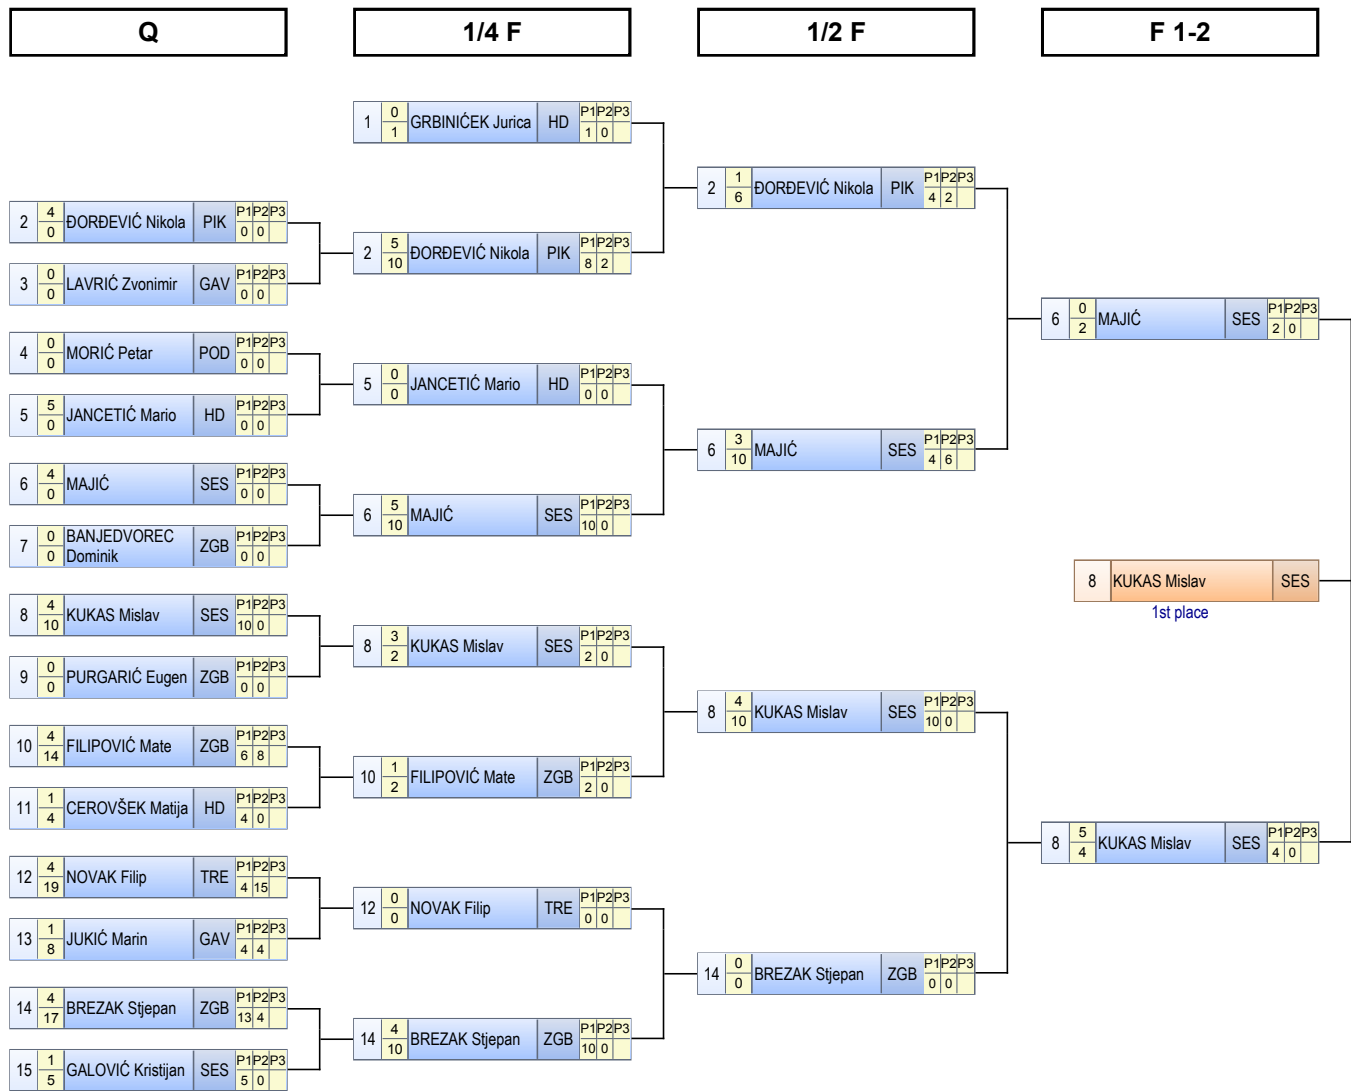 Q 1/4 F 1/2 F F 1-2
1 0 1 GRBINIĆEK Jurica HD P1 P2 P3 1 0
2 1 6 ĐORĐEVIĆ Nikola PIK P1 P2 P3 4 2
2 4 0 ĐORĐEVIĆ Nikola PIK P1 P2 P3 0 0
2 5 10 ĐORĐEVIĆ Nikola PIK P1 P2 P3 8 2
3 0 0 LAVRIĆ Zvonimir GAV P1 P2 P3 0 0
6 0 2 MAJIĆ SES P1 P2 P3 2 0
4 0 0 MORIĆ Petar POD P1 P2 P3 0 0
5 0 0 JANCETIĆ Mario HD P1 P2 P3 0 0
5 5 0 JANCETIĆ Mario HD P1 P2 P3 0 0
6 3 10 MAJIĆ SES P1 P2 P3 4 6
6 4 0 MAJIĆ SES P1 P2 P3 0 0
6 5 10 MAJIĆ SES P1 P2 P3 10 0
7 0 0 BANJEDVOREC
Dominik ZGB P1 P2 P3 0 0
8 KUKAS Mislav SES
1st place
8 4 10 KUKAS Mislav SES P1 P2 P3 10 0
8 3 2 KUKAS Mislav SES P1 P2 P3 2 0
9 0 0 PURGARIĆ Eugen ZGB P1 P2 P3 0 0
8 4 10 KUKAS Mislav SES P1 P2 P3 10 0
10 4 14 FILIPOVIĆ Mate ZGB P1 P2 P3 6 8
10 1 2 FILIPOVIĆ Mate ZGB P1 P2 P3 2 0
11 1 4 CEROVŠEK Matija HD P1 P2 P3 4 0
8 5 4 KUKAS Mislav SES P1 P2 P3 4 0
12 4 19 NOVAK Filip TRE P1 P2 P3 4 15
12 0 0 NOVAK Filip TRE P1 P2 P3 0 0
13 1 8 JUKIĆ Marin GAV P1 P2 P3 4 4
14 0 0 BREZAK Stjepan ZGB P1 P2 P3 0 0
14 4 17 BREZAK Stjepan ZGB P1 P2 P3 13 4
14 4 10 BREZAK Stjepan ZGB P1 P2 P3 10 0
15 1 5 GALOVIĆ Kristijan SES P1 P2 P3 5 0